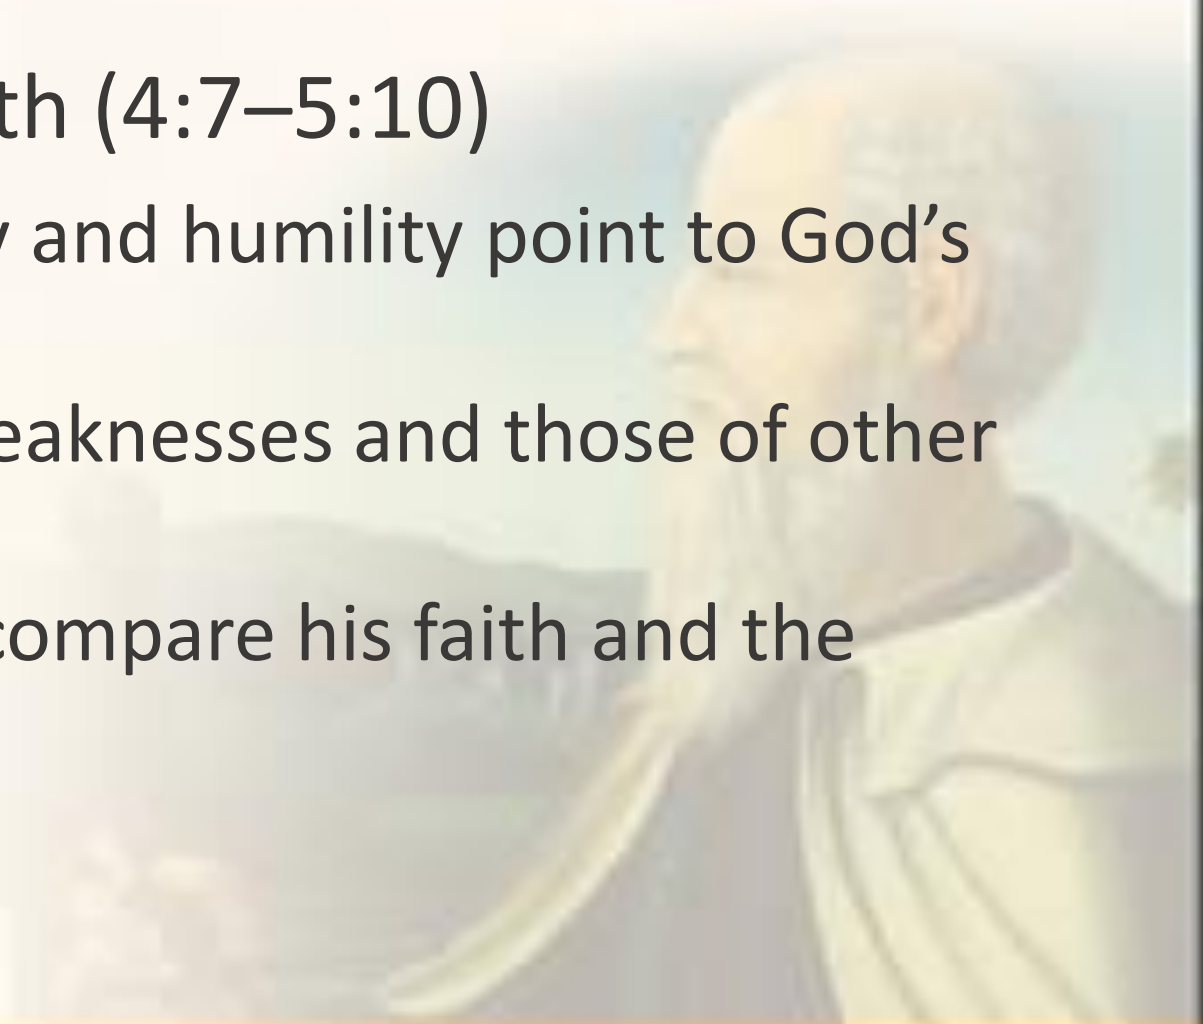 th (4:7–5:10)
y and humility point to God’s
eaknesses and those of other
compare his faith and the